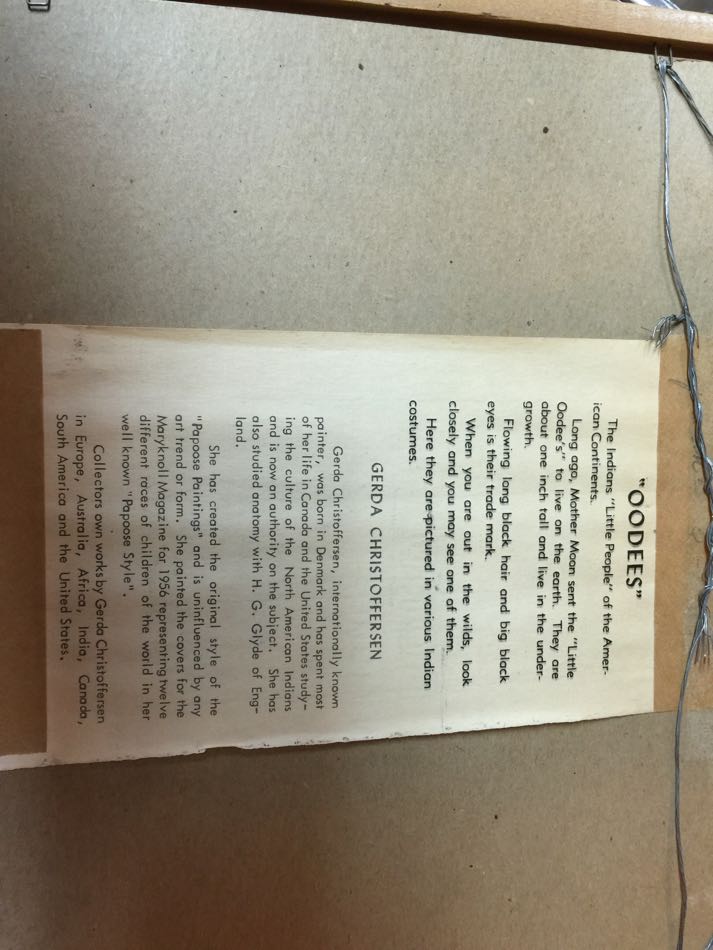 "OODEES"
The Indians "Little People" of the Amer-
ican Continents.
Long ago, Mother Moon sent the "Little
Oodee's" to live on the earth. They are
about one inch tall and live in the under-
growth.
Flowing long black hair and big black
eyes is their trade mark.
When you are out in the wilds, look
closely and you may see one of them.
Here they are pictured in various Indian
costumes.
GERDA CHRISTOFFERSEN
Gerda Christoffersen, internationally known
painter, was born in Denmark and has spent most
of her life in Canada and the United States study-
ing the culture of the North American Indians
and is now an authority on the subject. She has
also studied anatomy with H. G. Glyde of Eng-
land.
She has created the original style of the
"Papoose Paintings" and is uninfluenced by any
art trend or form. She painted the covers for the
Maryknoll Magazine for 1956 representing twelve
different races of children of the world in her
well known "Papoose Style".
Collectors own works by Gerda Christoffersen
in Europe, Australia, Africa, India, Canada,
South America and the United States.